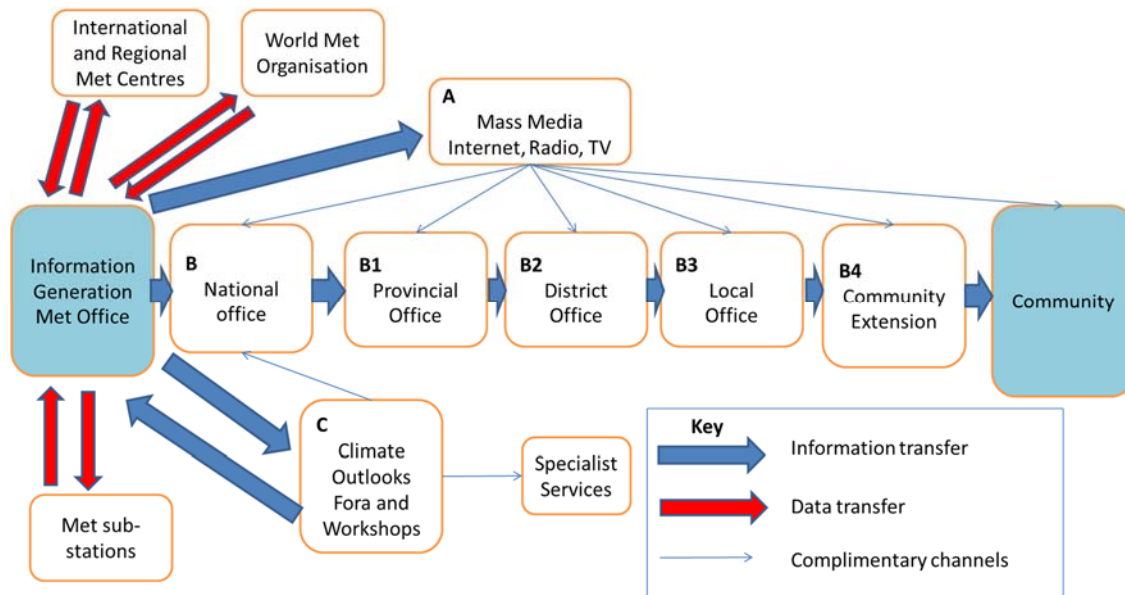 International
and Regional
Met Centres
World Met
Organisation
A
Mass Media
Internet, Radio, TV
Information
Generation
Met Office
B
National
office
B1
Provincial
Office
B2
District
Office
B3
Local
Office
B4
Community
Extension
Community
C
Climate
Outlooks
Fora and
Workshops
Specialist
Services
Met sub-
stations
Key
Information transfer
Data transfer
Complimentary channels